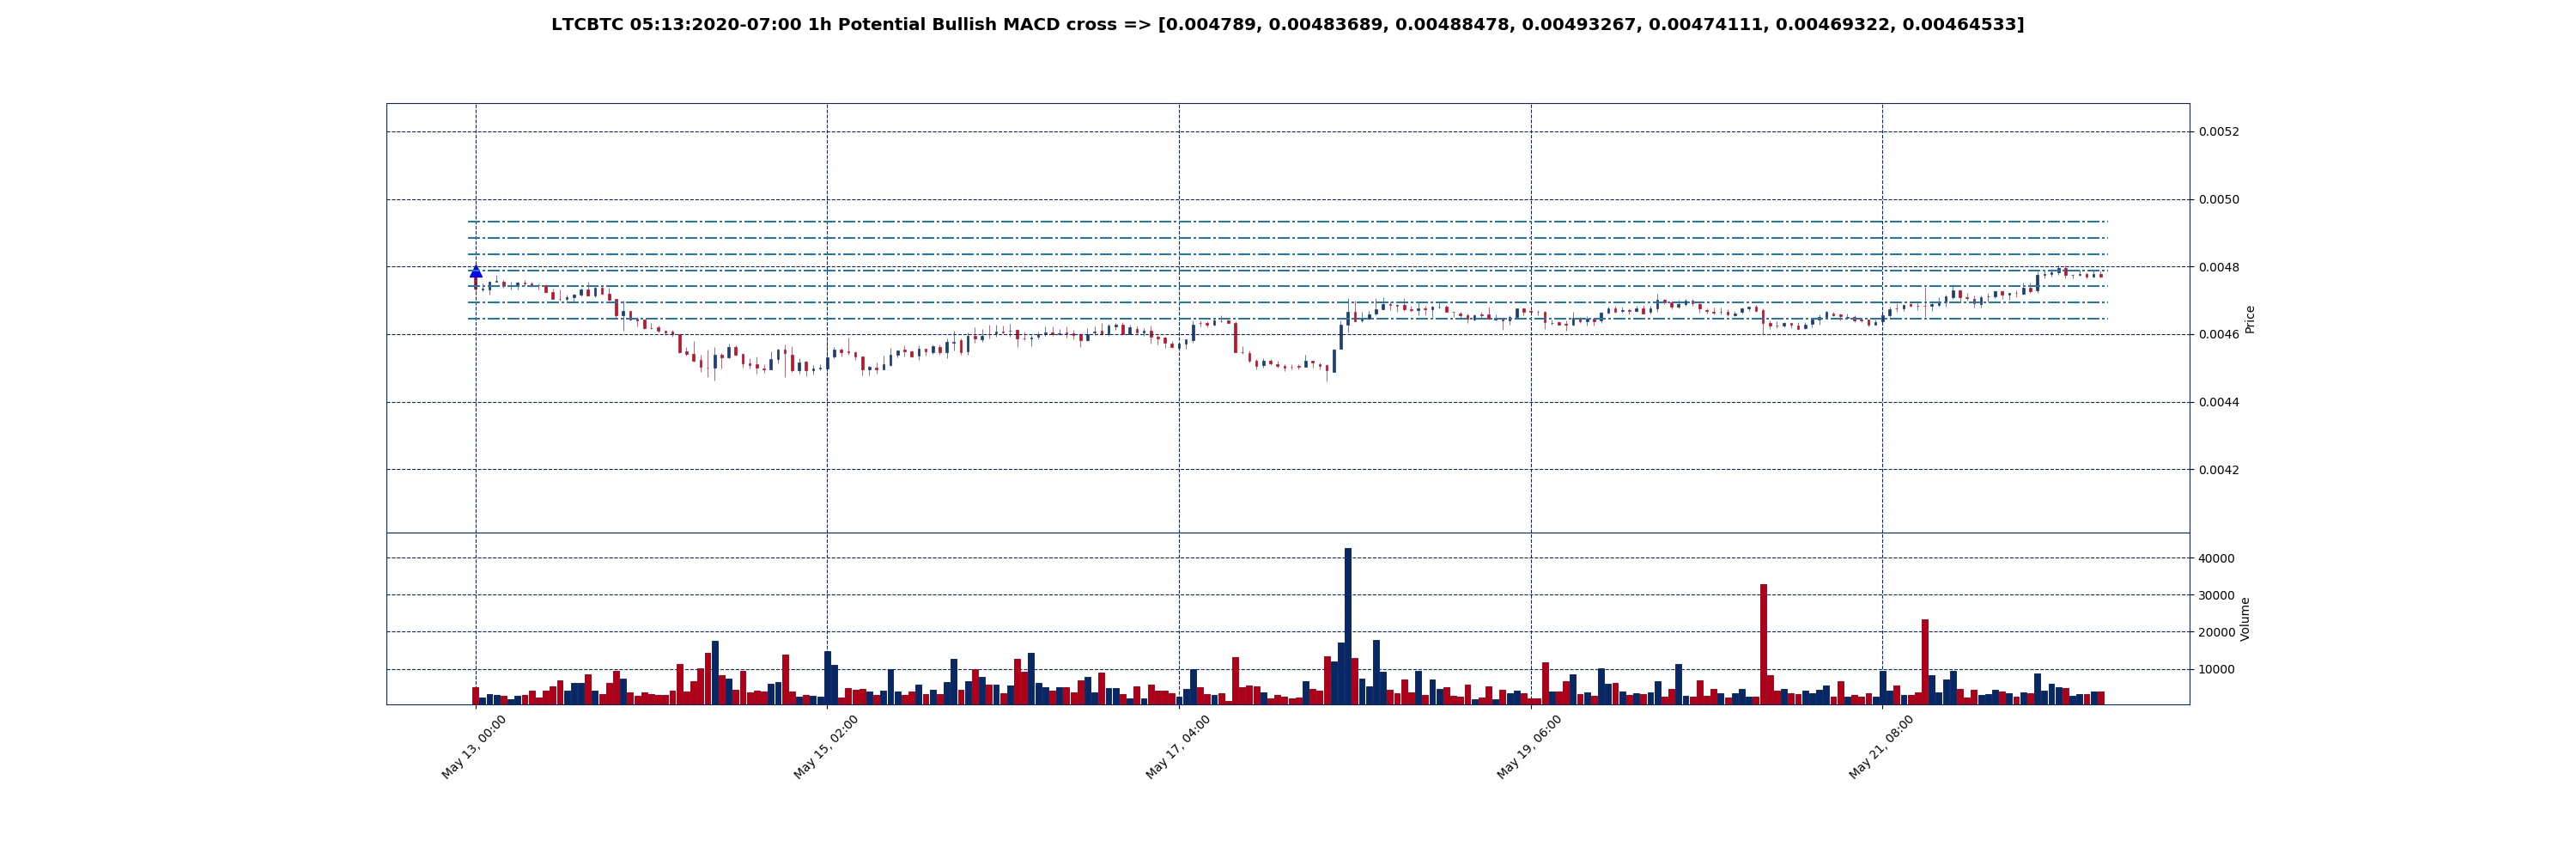 LTCBTC 05:13:2020-07:00 1h Potential Bullish MACD cross => [0.004789, 0.00483689, 0.00488478, 0.00493267, 0.00474111, 0.00469322, 0.00464533]
0.0052
0.0050
0.0048
0.0046
0.0044
0.0042
Price
40000
30000
20000
10000
Volume
May 13, 00:00
May 15, 02:00
May 17, 04:00
May 19, 06:00
May 21, 08:00